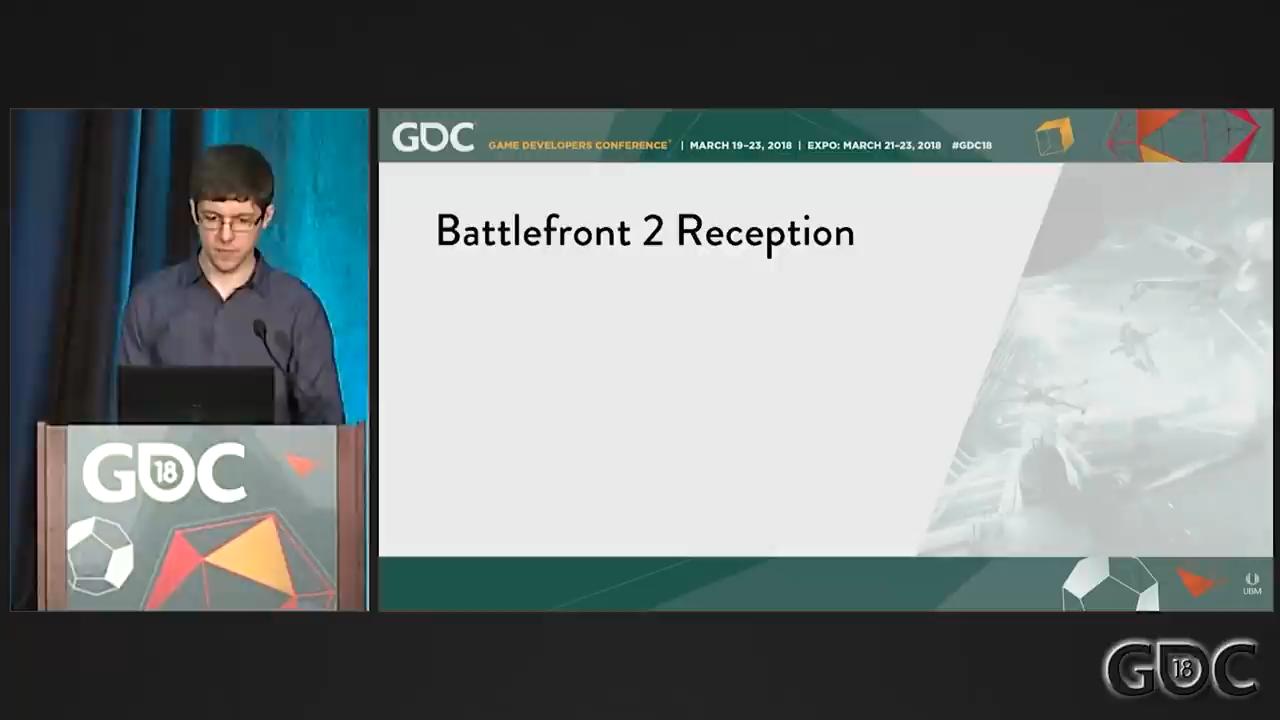 GDC GAME DEVELOPERS CONFERENCE® | MARCH 19–23, 2018 | EXPO: MARCH 21–23, 2018 #GDC18
Battlefront 2 Reception
GDC 18
UBM
GDC 18